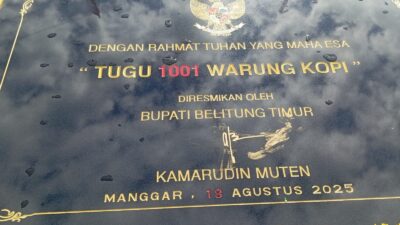 DENGAN RAHMAT TUHAN YANG MAHA ESA
“ TUGU 1001 WARUNG KOPI ”
DIRESMIKAN OLEH
BUPATI BELITUNG TIMUR
KAMARUDIN MUTEN
MANGGAR , 13 AGUSTUS 2025